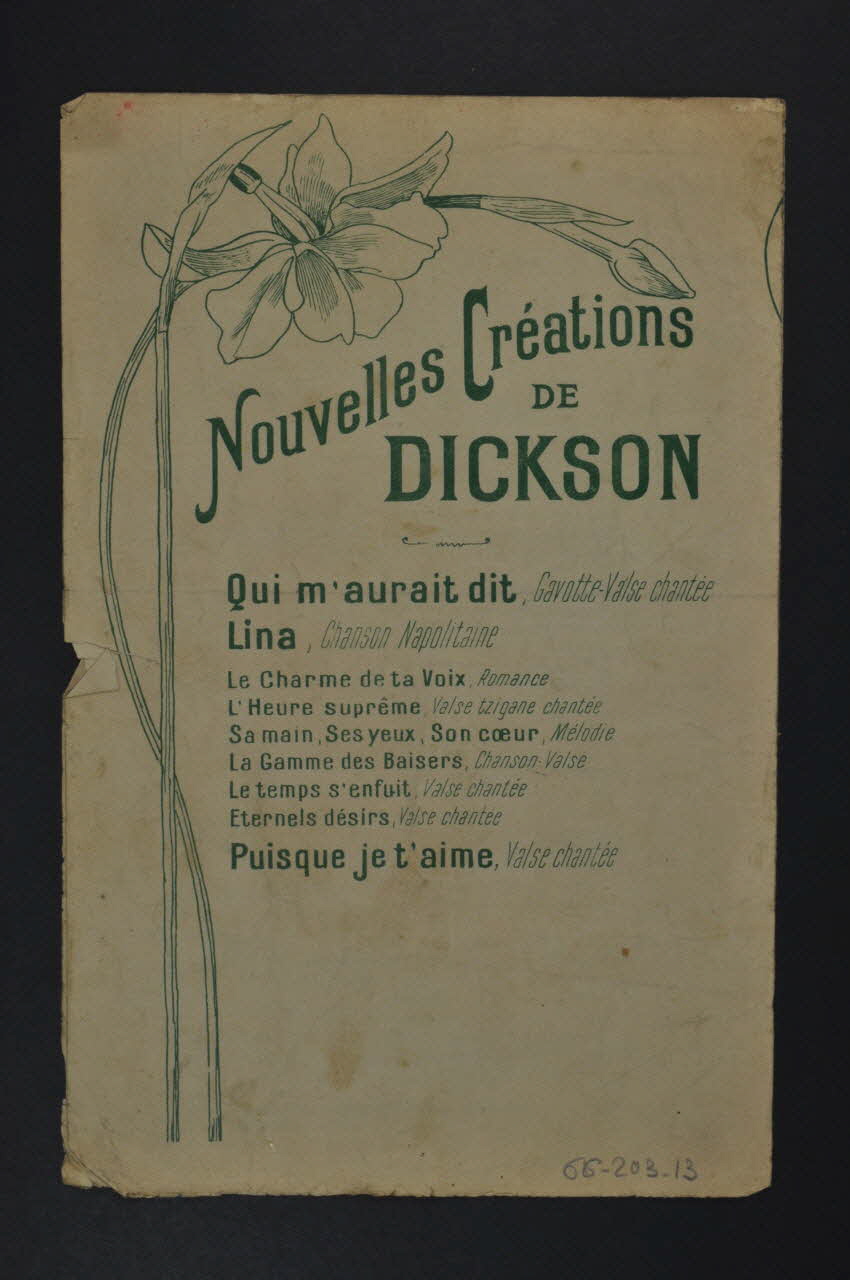 Nouvelles Créations
DE
DICKSON
Qui m'aurait dit, Gavotte-Valse chantée
Lina, Chanson Napolitaine
Le Charme de ta Voix, Romance
L'Heure suprême, Valse tzigane chantée
Sa main, Ses yeux, Son cœur, Mélodie
La Gamme des Baisers, Chanson-Valse
Le temps s'enfuit, Valse chantée
Eternels désirs, Valse chantee
Puisque je t'aime, Valse chantée
66-203-13